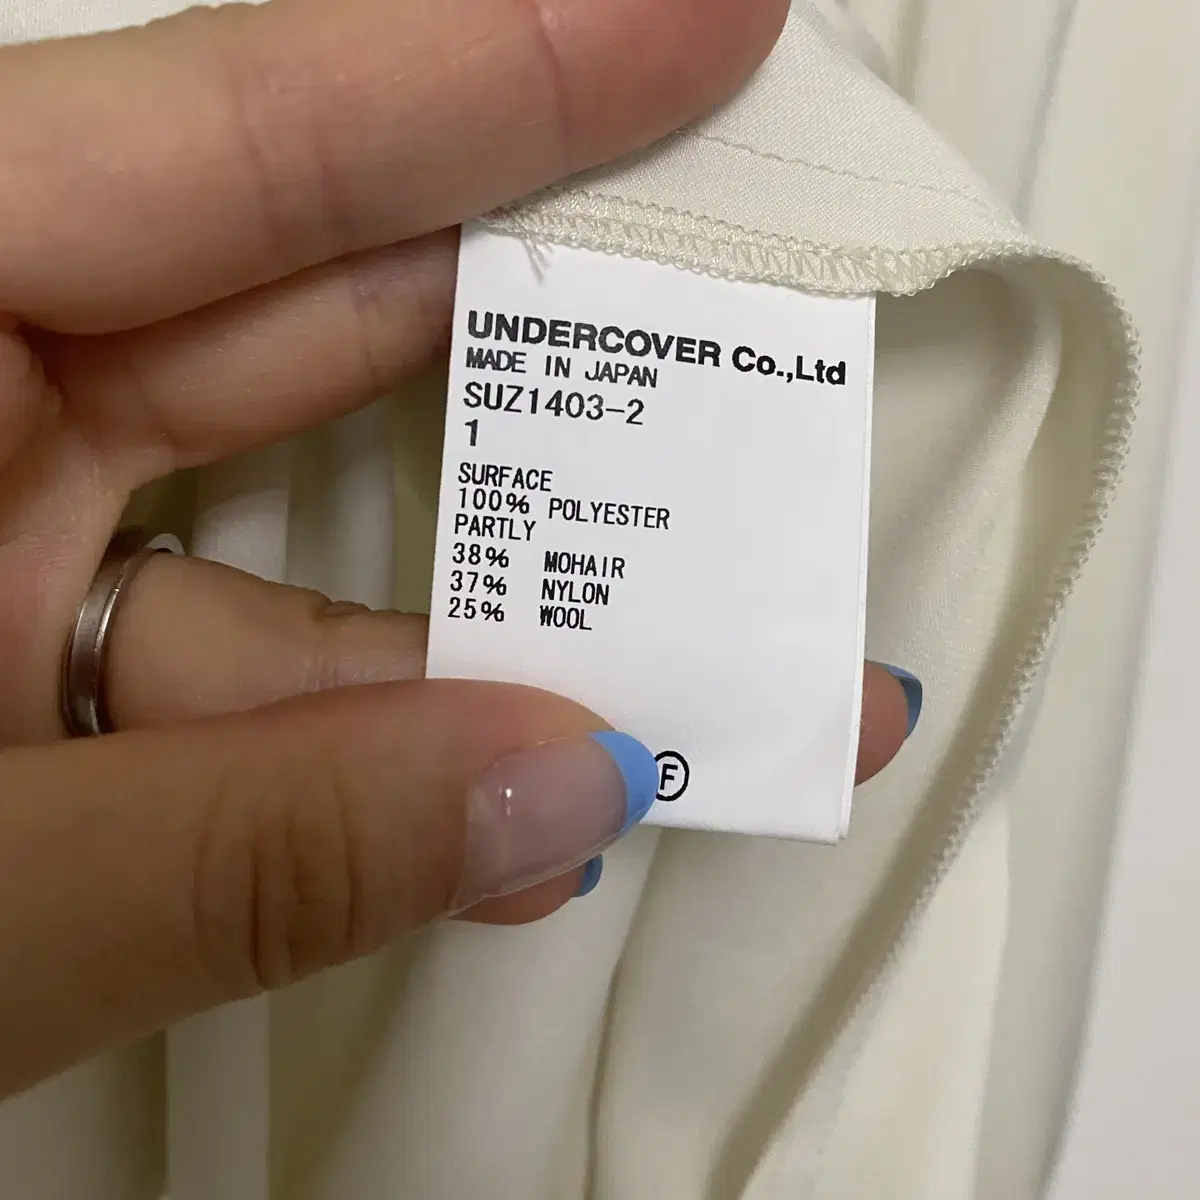 UNDERCOVER Co.,Ltd
MADE IN JAPAN
SUZ1403-2
1
SURFACE
100% POLYESTER
PARTLY
38% MOHAIR
37% NYLON
25% WOOL
F